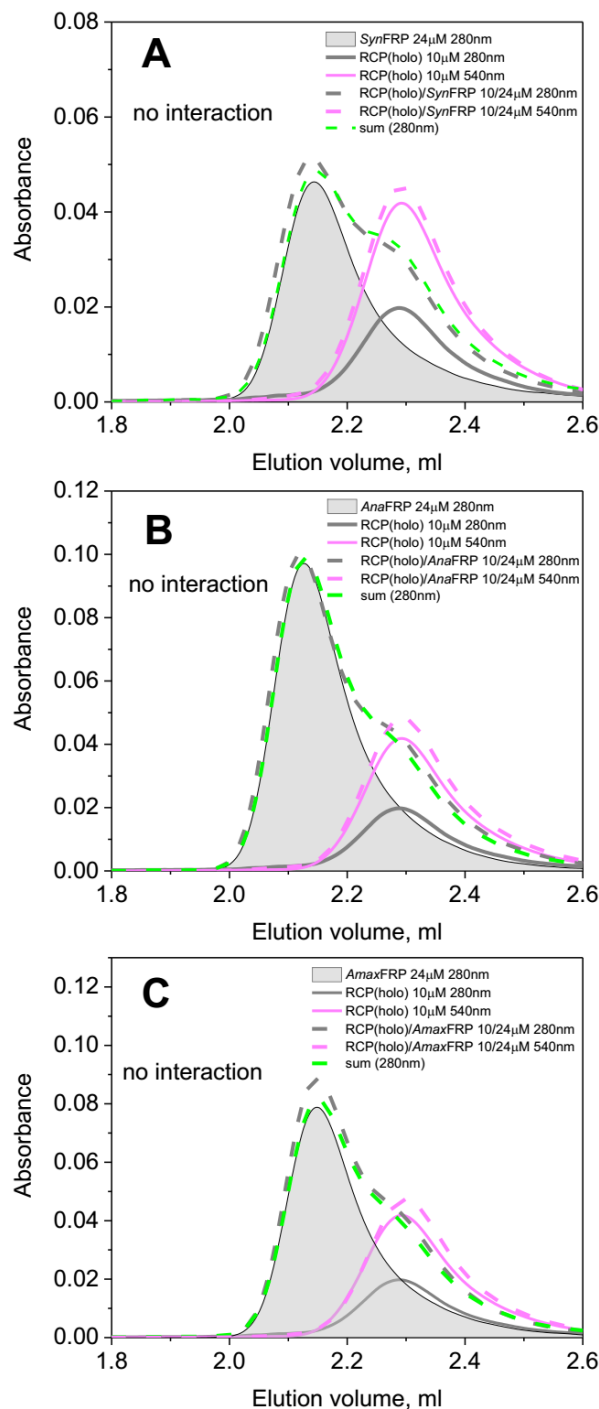 A
no interaction
SynFRP 24μM 280nm
RCP(holo) 10μM 280nm
RCP(holo) 10μM 540nm
RCP(holo)/SynFRP 10/24μM 280nm
RCP(holo)/SynFRP 10/24μM 540nm
sum (280nm)
Absorbance
0.08
0.06
0.04
0.02
0.00
1.8 2.0 2.2 2.4 2.6
Elution volume, ml
B
no interaction
AnaFRP 24μM 280nm
RCP(holo) 10μM 280nm
RCP(holo) 10μM 540nm
RCP(holo)/AnaFRP 10/24μM 280nm
RCP(holo)/AnaFRP 10/24μM 540nm
sum (280nm)
Absorbance
0.12
0.10
0.08
0.06
0.04
0.02
0.00
1.8 2.0 2.2 2.4 2.6
Elution volume, ml
C
no interaction
AmaxFRP 24μM 280nm
RCP(holo) 10μM 280nm
RCP(holo) 10μM 540nm
RCP(holo)/AmaxFRP 10/24μM 280nm
RCP(holo)/AmaxFRP 10/24μM 540nm
sum (280nm)
Absorbance
0.12
0.10
0.08
0.06
0.04
0.02
0.00
1.8 2.0 2.2 2.4 2.6
Elution volume, ml